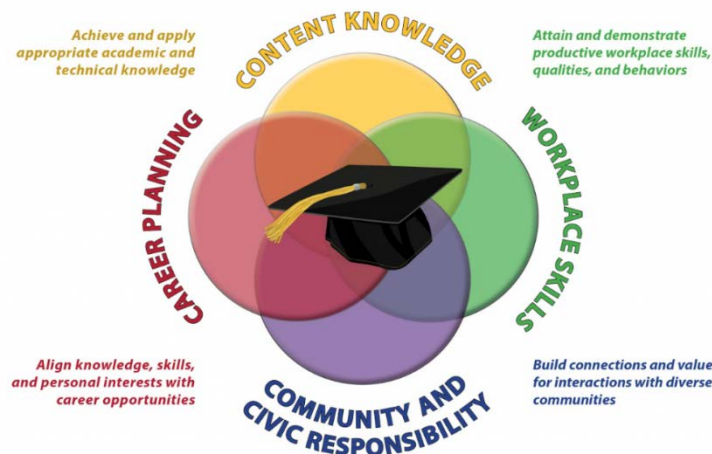 Achieve and apply
appropriate academic and
technical knowledge
CONTENT KNOWLEDGE
Attain and demonstrate
productive workplace skills,
qualities, and behaviors
CAREER PLANNING
WORKPLACE SKILLS
Align knowledge, skills,
and personal interests with
career opportunities
COMMUNITY AND
CIVIC RESPONSIBILITY
Build connections and value
for interactions with diverse
communities